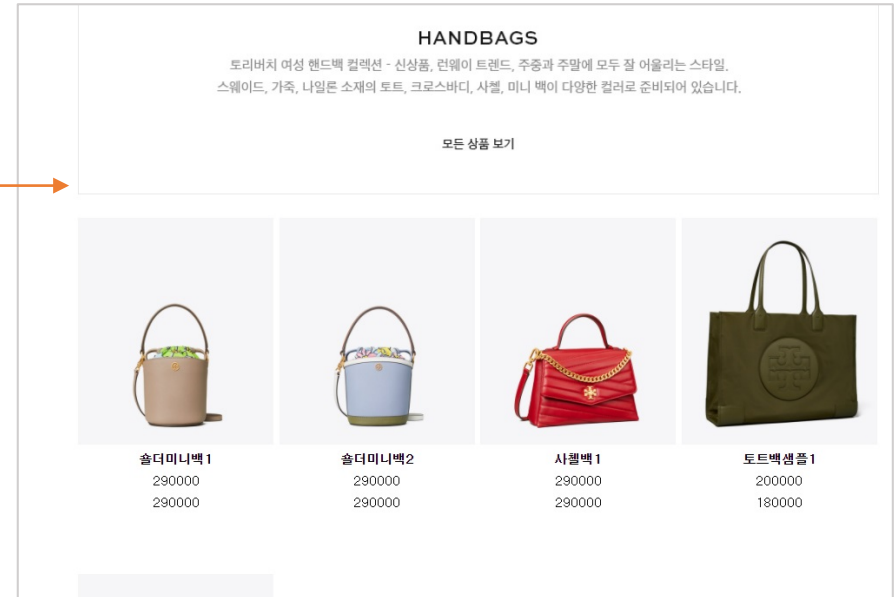 HANDBAGS
토리버치 여성 핸드백 컬렉션 - 신상품, 런웨이 트렌드, 주중과 주말에 모두 잘 어울리는 스타일.
스웨이드, 가죽, 나일론 소재의 토트, 크로스바디, 사첼, 미니 백이 다양한 컬러로 준비되어 있습니다.
모든 상품 보기
숄더미니백1
290000
290000
숄더미니백2
290000
290000
사첼백1
290000
290000
토트백샘플1
200000
180000